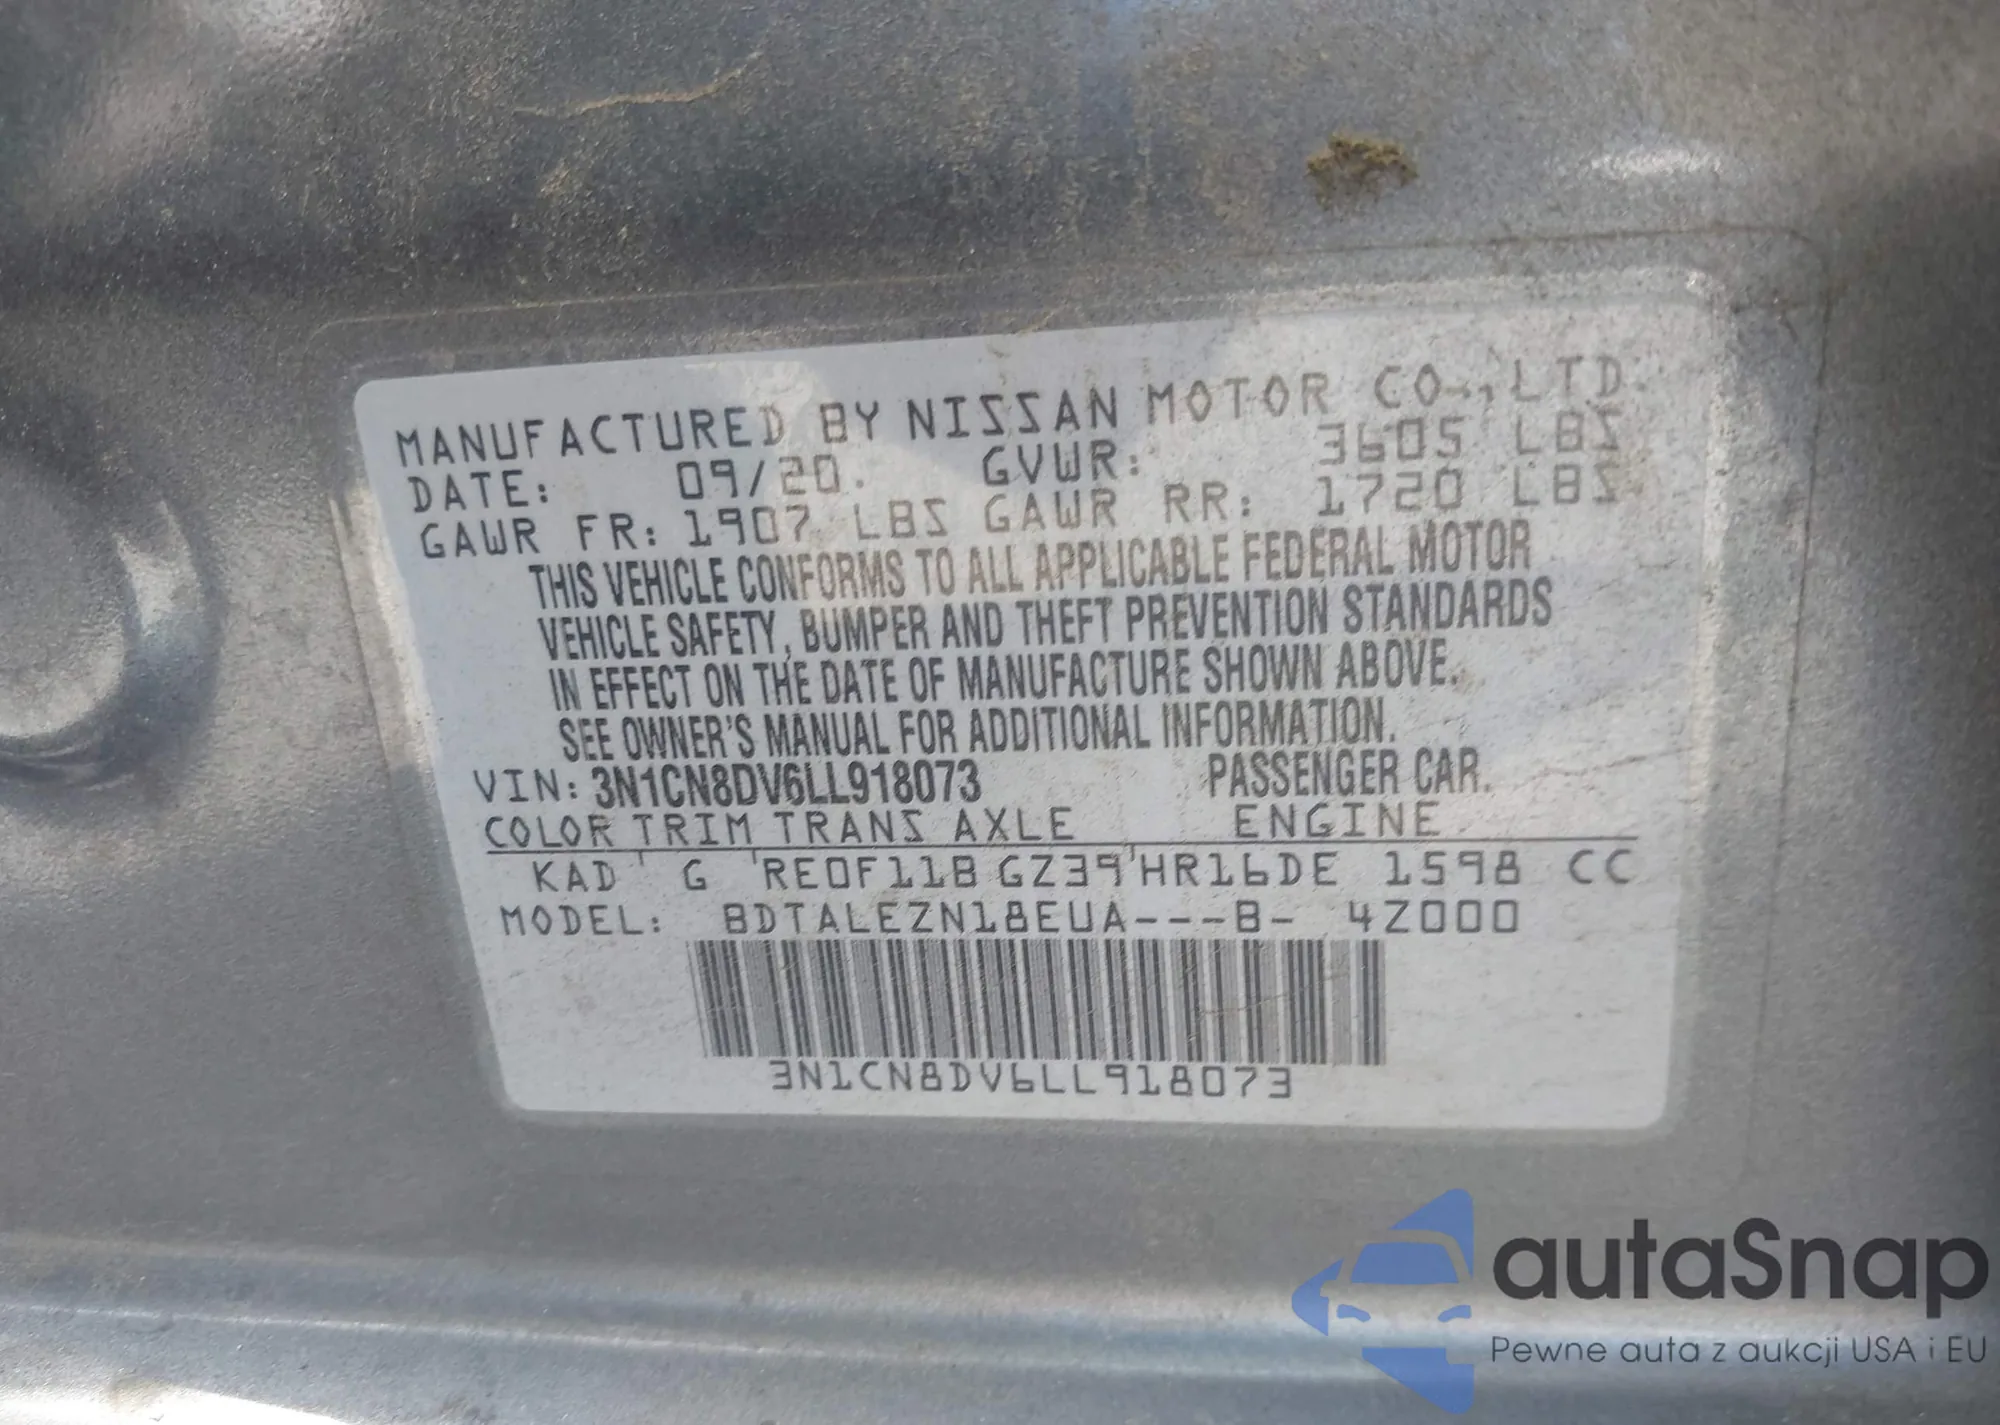 MANUFACTURED BY NISSAN MOTOR CO., LTD.
DATE: 09/20. GVWR: 3605 LBS
GAWR FR: 1907 LBS GAWR RR: 1720 LBS
THIS VEHICLE CONFORMS TO ALL APPLICABLE FEDERAL MOTOR
VEHICLE SAFETY, BUMPER AND THEFT PREVENTION STANDARDS
IN EFFECT ON THE DATE OF MANUFACTURE SHOWN ABOVE.
SEE OWNER'S MANUAL FOR ADDITIONAL INFORMATION.
VIN: 3N1CN8DV6LL918073 PASSENGER CAR.
COLOR TRIM TRANS AXLE ENGINE
KAD G RE0F11B GZ39 HR16DE 1598 CC
MODEL: BDTALEZN18EUA---B- 4Z000
3N1CN8DV6LL918073
autaSnap
Pewne auta z aukcji USA i EU